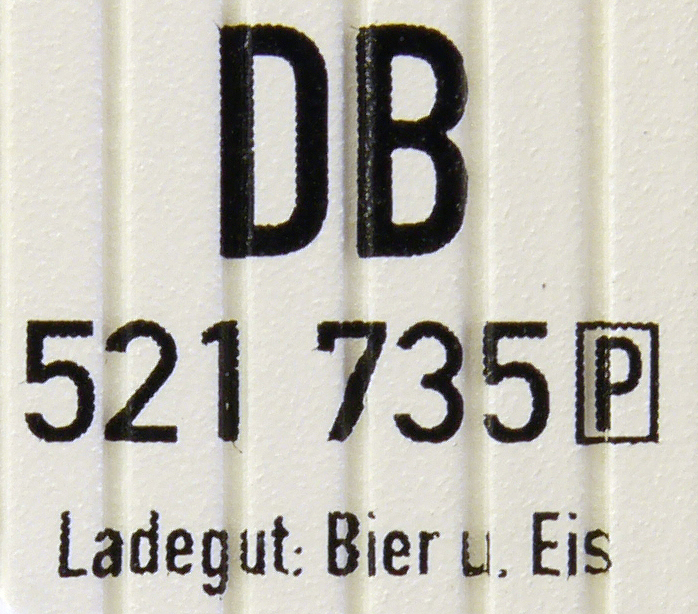 DB
521 735 P
Ladegut: Bier u. Eis